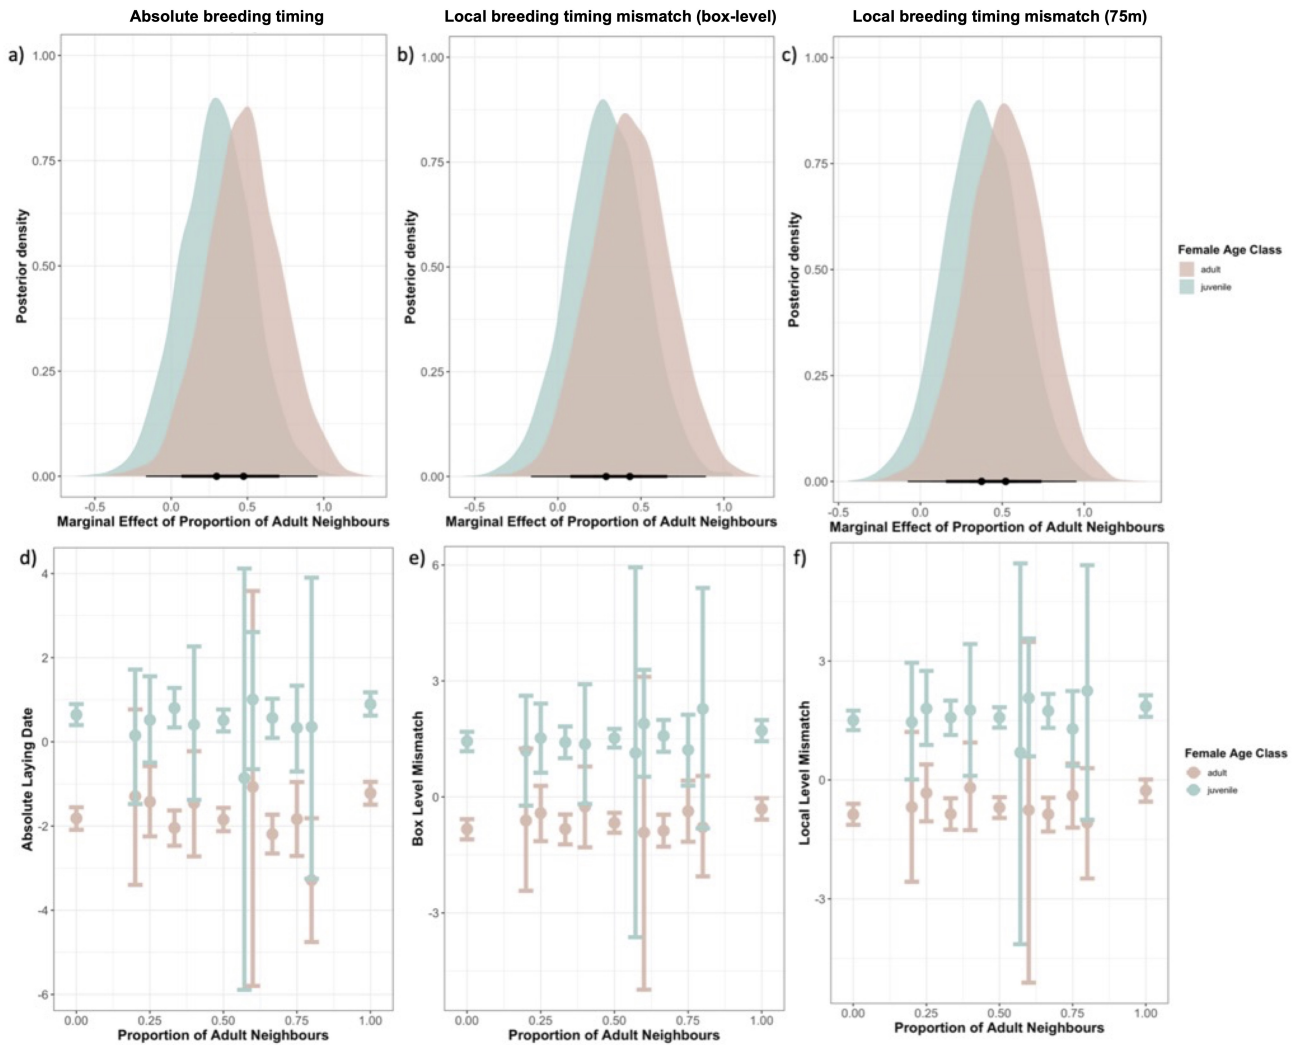 Absolute breeding timing
Local breeding timing mismatch (box-level)
Local breeding timing mismatch (75m)
a)
1.00
0.75
0.50
0.25
0.00
Posterior density
-0.5
0.0
0.5
1.0
Marginal Effect of Proportion of Adult Neighbours
b)
1.00
0.75
0.50
0.25
0.00
Posterior density
-0.5
0.0
0.5
1.0
Marginal Effect of Proportion of Adult Neighbours
c)
1.00
0.75
0.50
0.25
0.00
Posterior density
-0.5
0.0
0.5
1.0
Marginal Effect of Proportion of Adult Neighbours
Female Age Class
adult
juvenile
d)
4
2
0
-2
-4
-6
Absolute Laying Date
0.00
0.25
0.50
0.75
1.00
Proportion of Adult Neighbours
e)
6
3
0
-3
Box Level Mismatch
0.00
0.25
0.50
0.75
1.00
Proportion of Adult Neighbours
f)
3
0
-3
Local Level Mismatch
0.00
0.25
0.50
0.75
1.00
Proportion of Adult Neighbours
Female Age Class
adult
juvenile